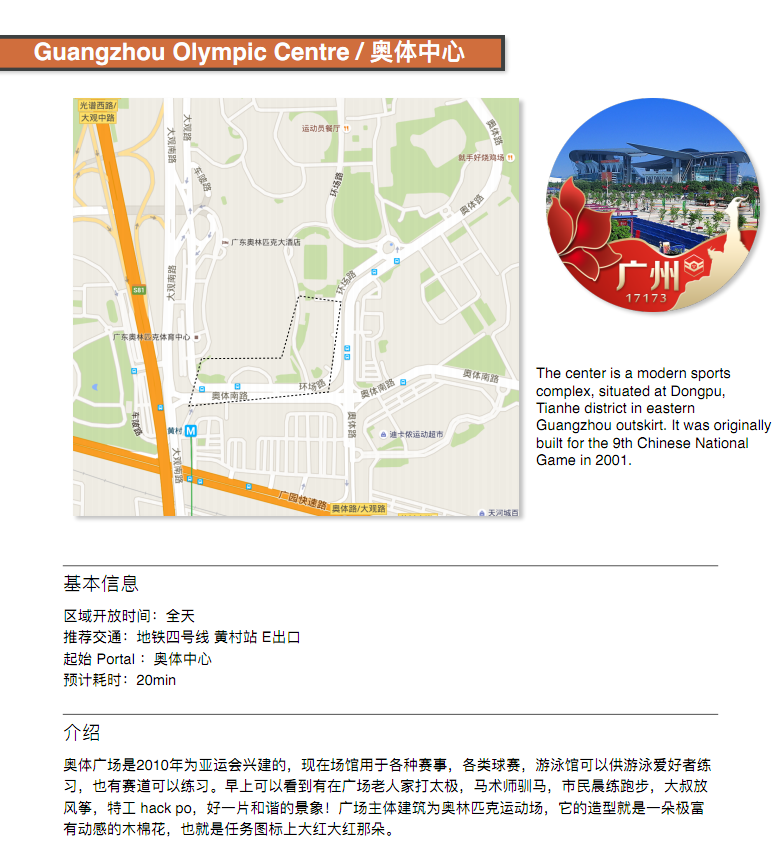 Guangzhou Olympic Centre / 奥体中心
光谱西路/
大观中路
大观南路
大观路
车陂路
运动员餐厅
奥体路
就手好烧鸡场
环场路
奥体路
广东奥林匹克大酒店
大观南路
环场路
S81
广东奥林匹克体育中心
环场路
奥体南路
奥体南路
奥体南路
车陂路
黄村
M
奥体路
迪卡侬运动超市
大观南路
广园快速路
奥体路/大观路
天河城百
广州
17173
The center is a modern sports
complex, situated at Dongpu,
Tianhe district in eastern
Guangzhou outskirt. It was originally
built for the 9th Chinese National
Game in 2001.
基本信息
区域开放时间：全天
推荐交通：地铁四号线 黄村站 E出口
起始 Portal ：奥体中心
预计耗时：20min
介绍
奥体广场是2010年为亚运会兴建的，现在场馆用于各种赛事，各类球赛，游泳馆可以供游泳爱好者练
习，也有赛道可以练习。早上可以看到有在广场老人家打太极，马术师驯马，市民晨练跑步，大叔放
风筝，特工 hack po，好一片和谐的景象！广场主体建筑为奥林匹克运动场，它的造型就是一朵极富
有动感的木棉花，也就是任务图标上大红大红那朵。